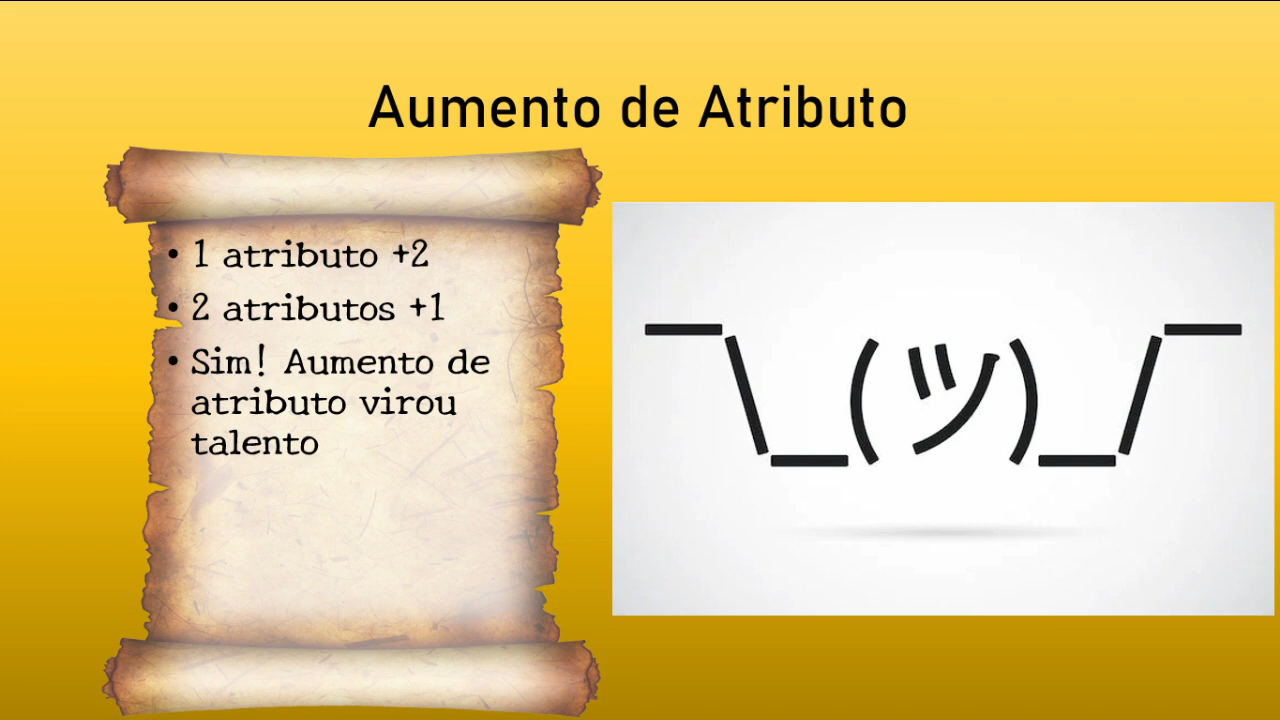 Aumento de Atributo
• 1 atributo +2
• 2 atributos +1
• Sim! Aumento de
atributo virou
talento
¯\_(ツ)_/¯